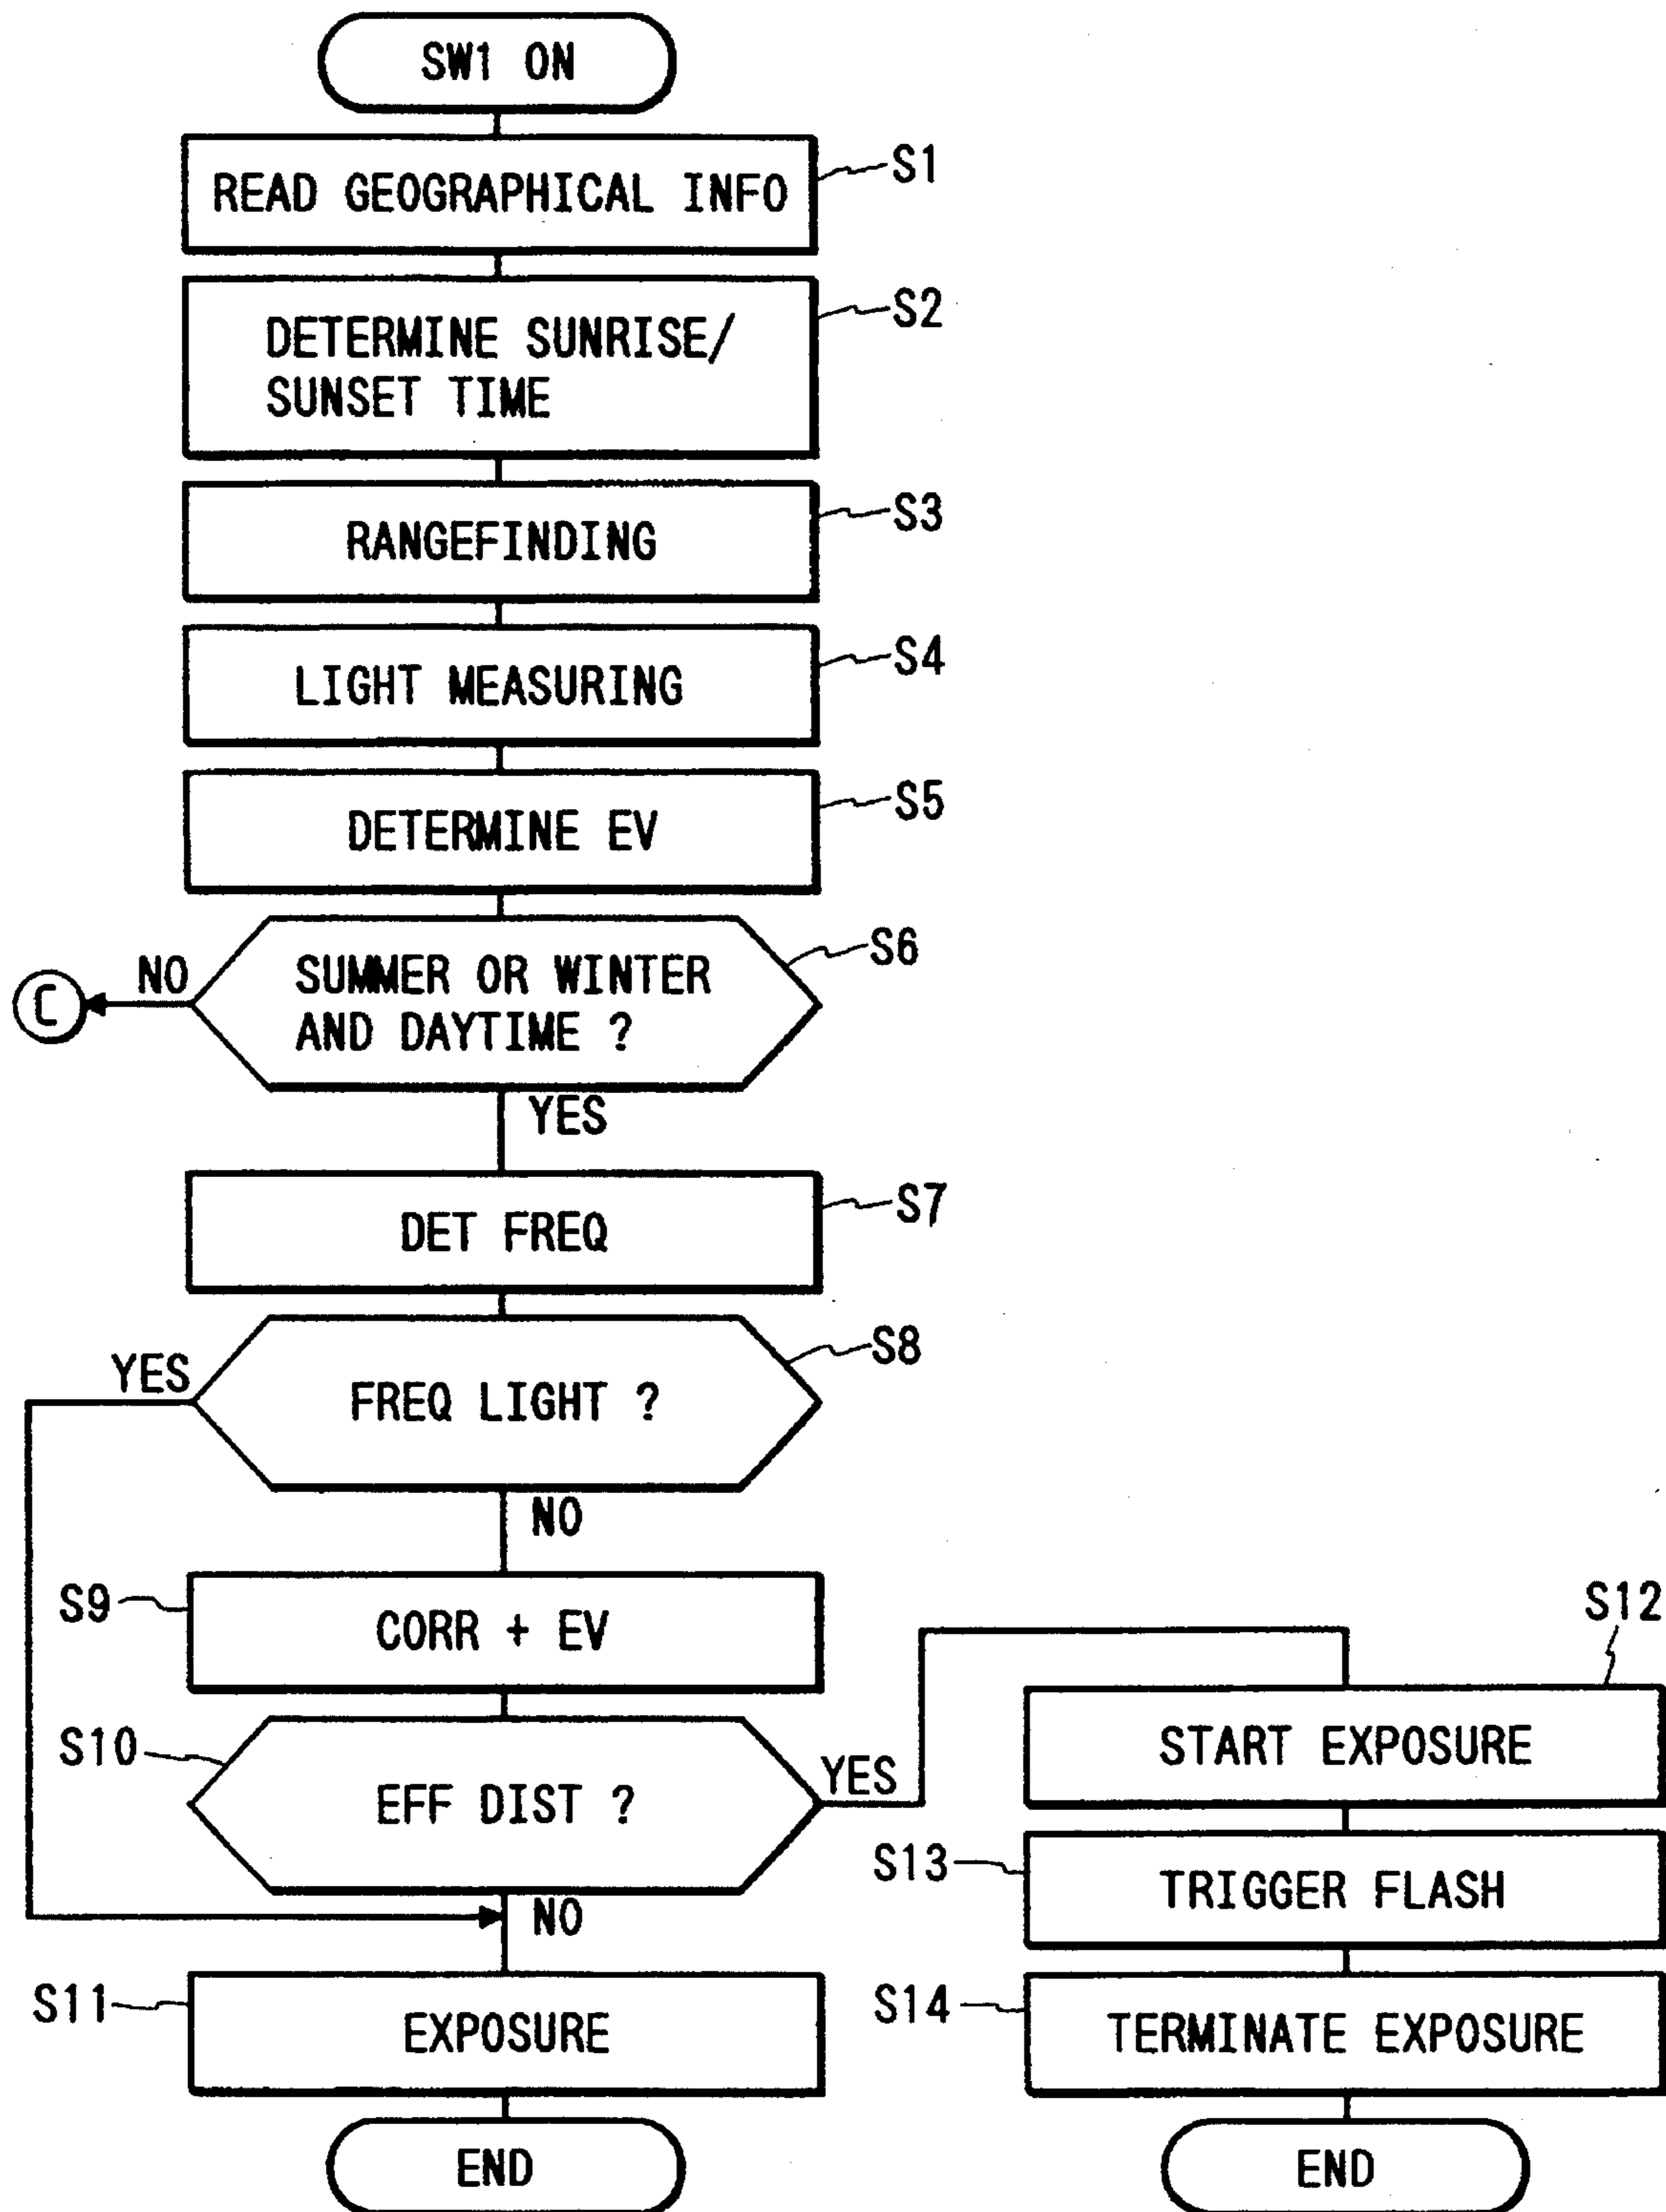 SW1 ON
READ GEOGRAPHICAL INFO
S1
DETERMINE SUNRISE/
SUNSET TIME
S2
RANGEFINDING
S3
LIGHT MEASURING
S4
DETERMINE EV
S5
SUMMER OR WINTER
AND DAYTIME ?
S6
NO
C
YES
DET FREQ
S7
FREQ LIGHT ?
S8
YES
NO
S9
CORR + EV
S10
EFF DIST ?
YES
NO
S11
EXPOSURE
END
S12
START EXPOSURE
S13
TRIGGER FLASH
S14
TERMINATE EXPOSURE
END